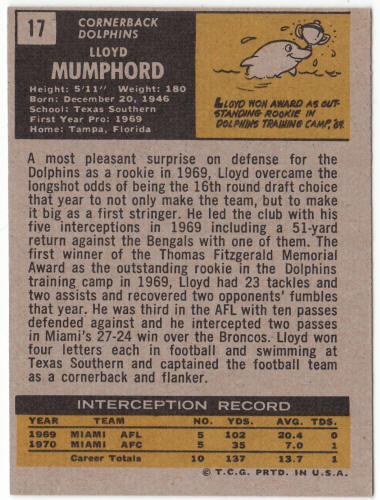 17
CORNERBACK
DOLPHINS
LLOYD
MUMPHORD
Height: 5'11" Weight: 180
Born: December 20, 1946
School: Texas Southern
First Year Pro: 1969
Home: Tampa, Florida
LLOYD WON AWARD AS OUT-
STANDING ROOKIE IN
DOLPHINS TRAINING CAMP, '69.
A most pleasant surprise on defense for the
Dolphins as a rookie in 1969, Lloyd overcame the
longshot odds of being the 16th round draft choice
that year to not only make the team, but to make
it big as a first stringer. He led the club with his
five interceptions in 1969 including a 51-yard
return against the Bengals with one of them. The
first winner of the Thomas Fitzgerald Memorial
Award as the outstanding rookie in the Dolphins
training camp in 1969, Lloyd had 23 tackles and
two assists and recovered two opponents' fumbles
that year. He was third in the AFL with ten passes
defended against and he intercepted two passes
in Miami's 27-24 win over the Broncos. Lloyd won
four letters each in football and swimming at
Texas Southern and captained the football team
as a cornerback and flanker.
INTERCEPTION RECORD
YEAR TEAM NO. YDS. AVG. TDS.
1969 MIAMI AFL 5 102 20.4 0
1970 MIAMI AFC 5 35 7.0 1
Career Totals 10 137 13.7 1
© T.C.G. PRTD. IN U.S.A.